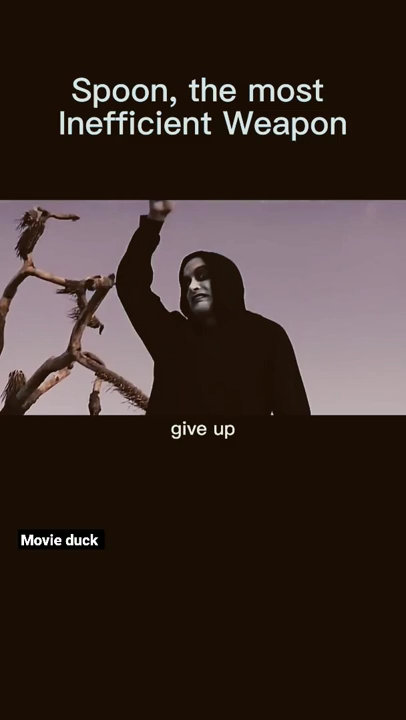 Spoon, the most
Inefficient Weapon
give up
Movie duck